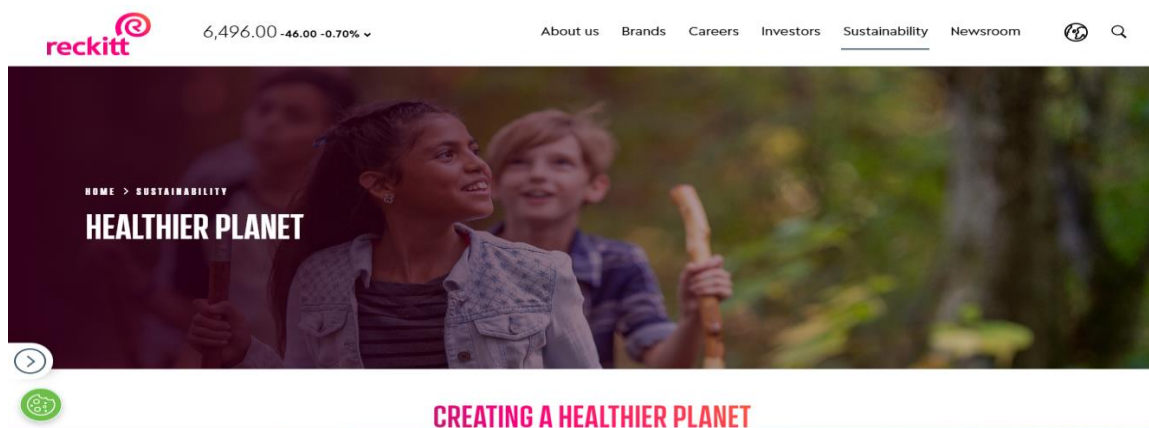 reckitt
6,496.00 -46.00 -0.70%
About us Brands Careers Investors Sustainability Newsroom
HOME > SUSTAINABILITY
HEALTHIER PLANET
CREATING A HEALTHIER PLANET